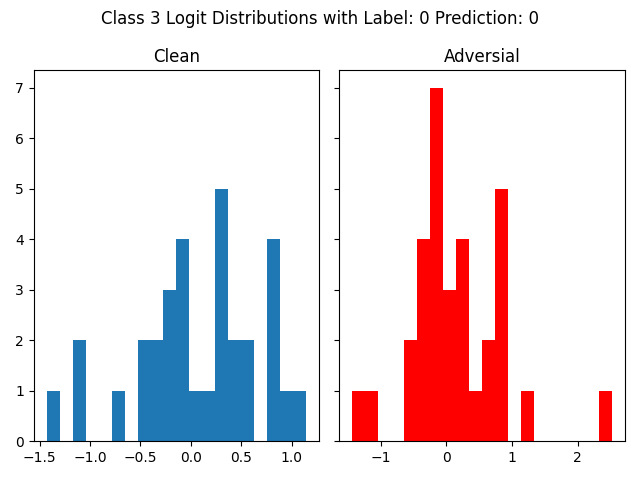 Class 3 Logit Distributions with Label: 0 Prediction: 0
Clean
Adversial
7
6
5
4
3
2
1
0
−1.5 −1.0 −0.5 0.0 0.5 1.0
−1 0 1 2